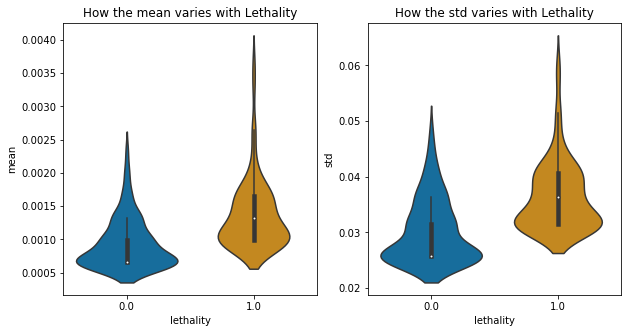 How the mean varies with Lethality
How the std varies with Lethality
0.0040
0.0035
0.0030
0.0025
0.0020
0.0015
0.0010
0.0005
mean
0.0
1.0
lethality
0.06
0.05
0.04
0.03
0.02
std
0.0
1.0
lethality